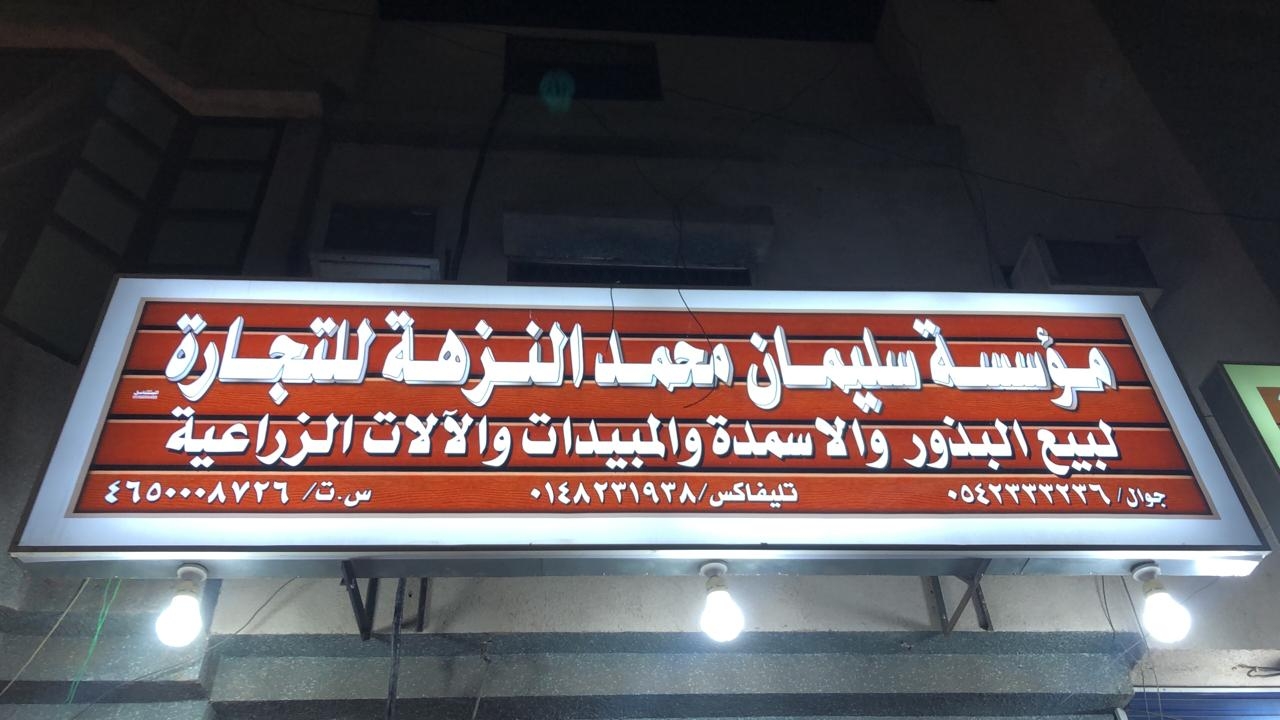 مؤسسة سليمان محمد النزهة للتجارة
لبيع البذور والاسمدة والمبيدات والآلات الزراعية
جوال/ ٠٥٤٢٣٣٣٢٣٦ تليفاكس/ ٠١٤٨٢٣١٩٣٨ س.ت/ ٤٦٥٠٠٠٨٧٢٦